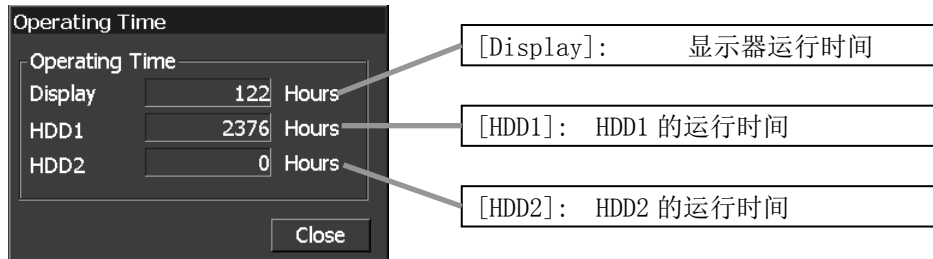 Operating Time
Operating Time
Display 122 Hours
HDD1 2376 Hours
HDD2 0 Hours
Close
[Display]: 显示器运行时间
[HDD1]: HDD1 的运行时间
[HDD2]: HDD2 的运行时间